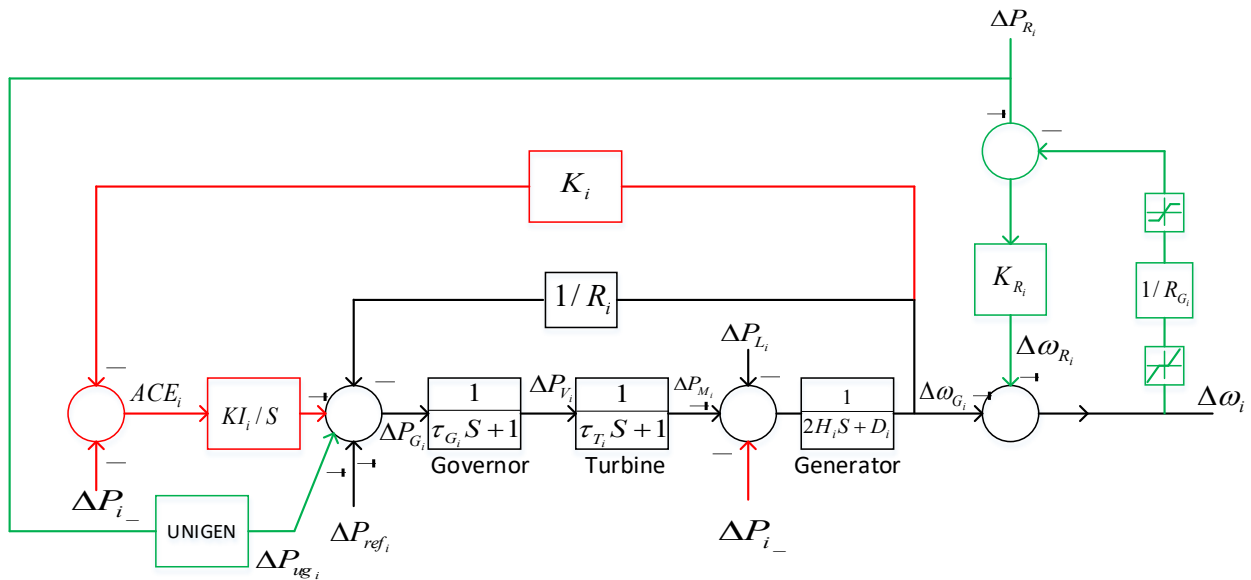 ΔP_{R_i}
K_i
K_{R_i}
1/R_{G_i}
1/R_i
ΔP_{L_i}
Δω_{R_i}
ACE_i
KI_i/S
ΔP_{G_i}
1
τ_{G_i}S+1
Governor
ΔP_{V_i}
1
τ_{T_i}S+1
Turbine
ΔP_{M_i}
1
2H_iS+D_i
Generator
Δω_{G_i}
Δω_i
ΔP_{i_}
UNIGEN
ΔP_{ug_i}
ΔP_{ref_i}
ΔP_{i_}